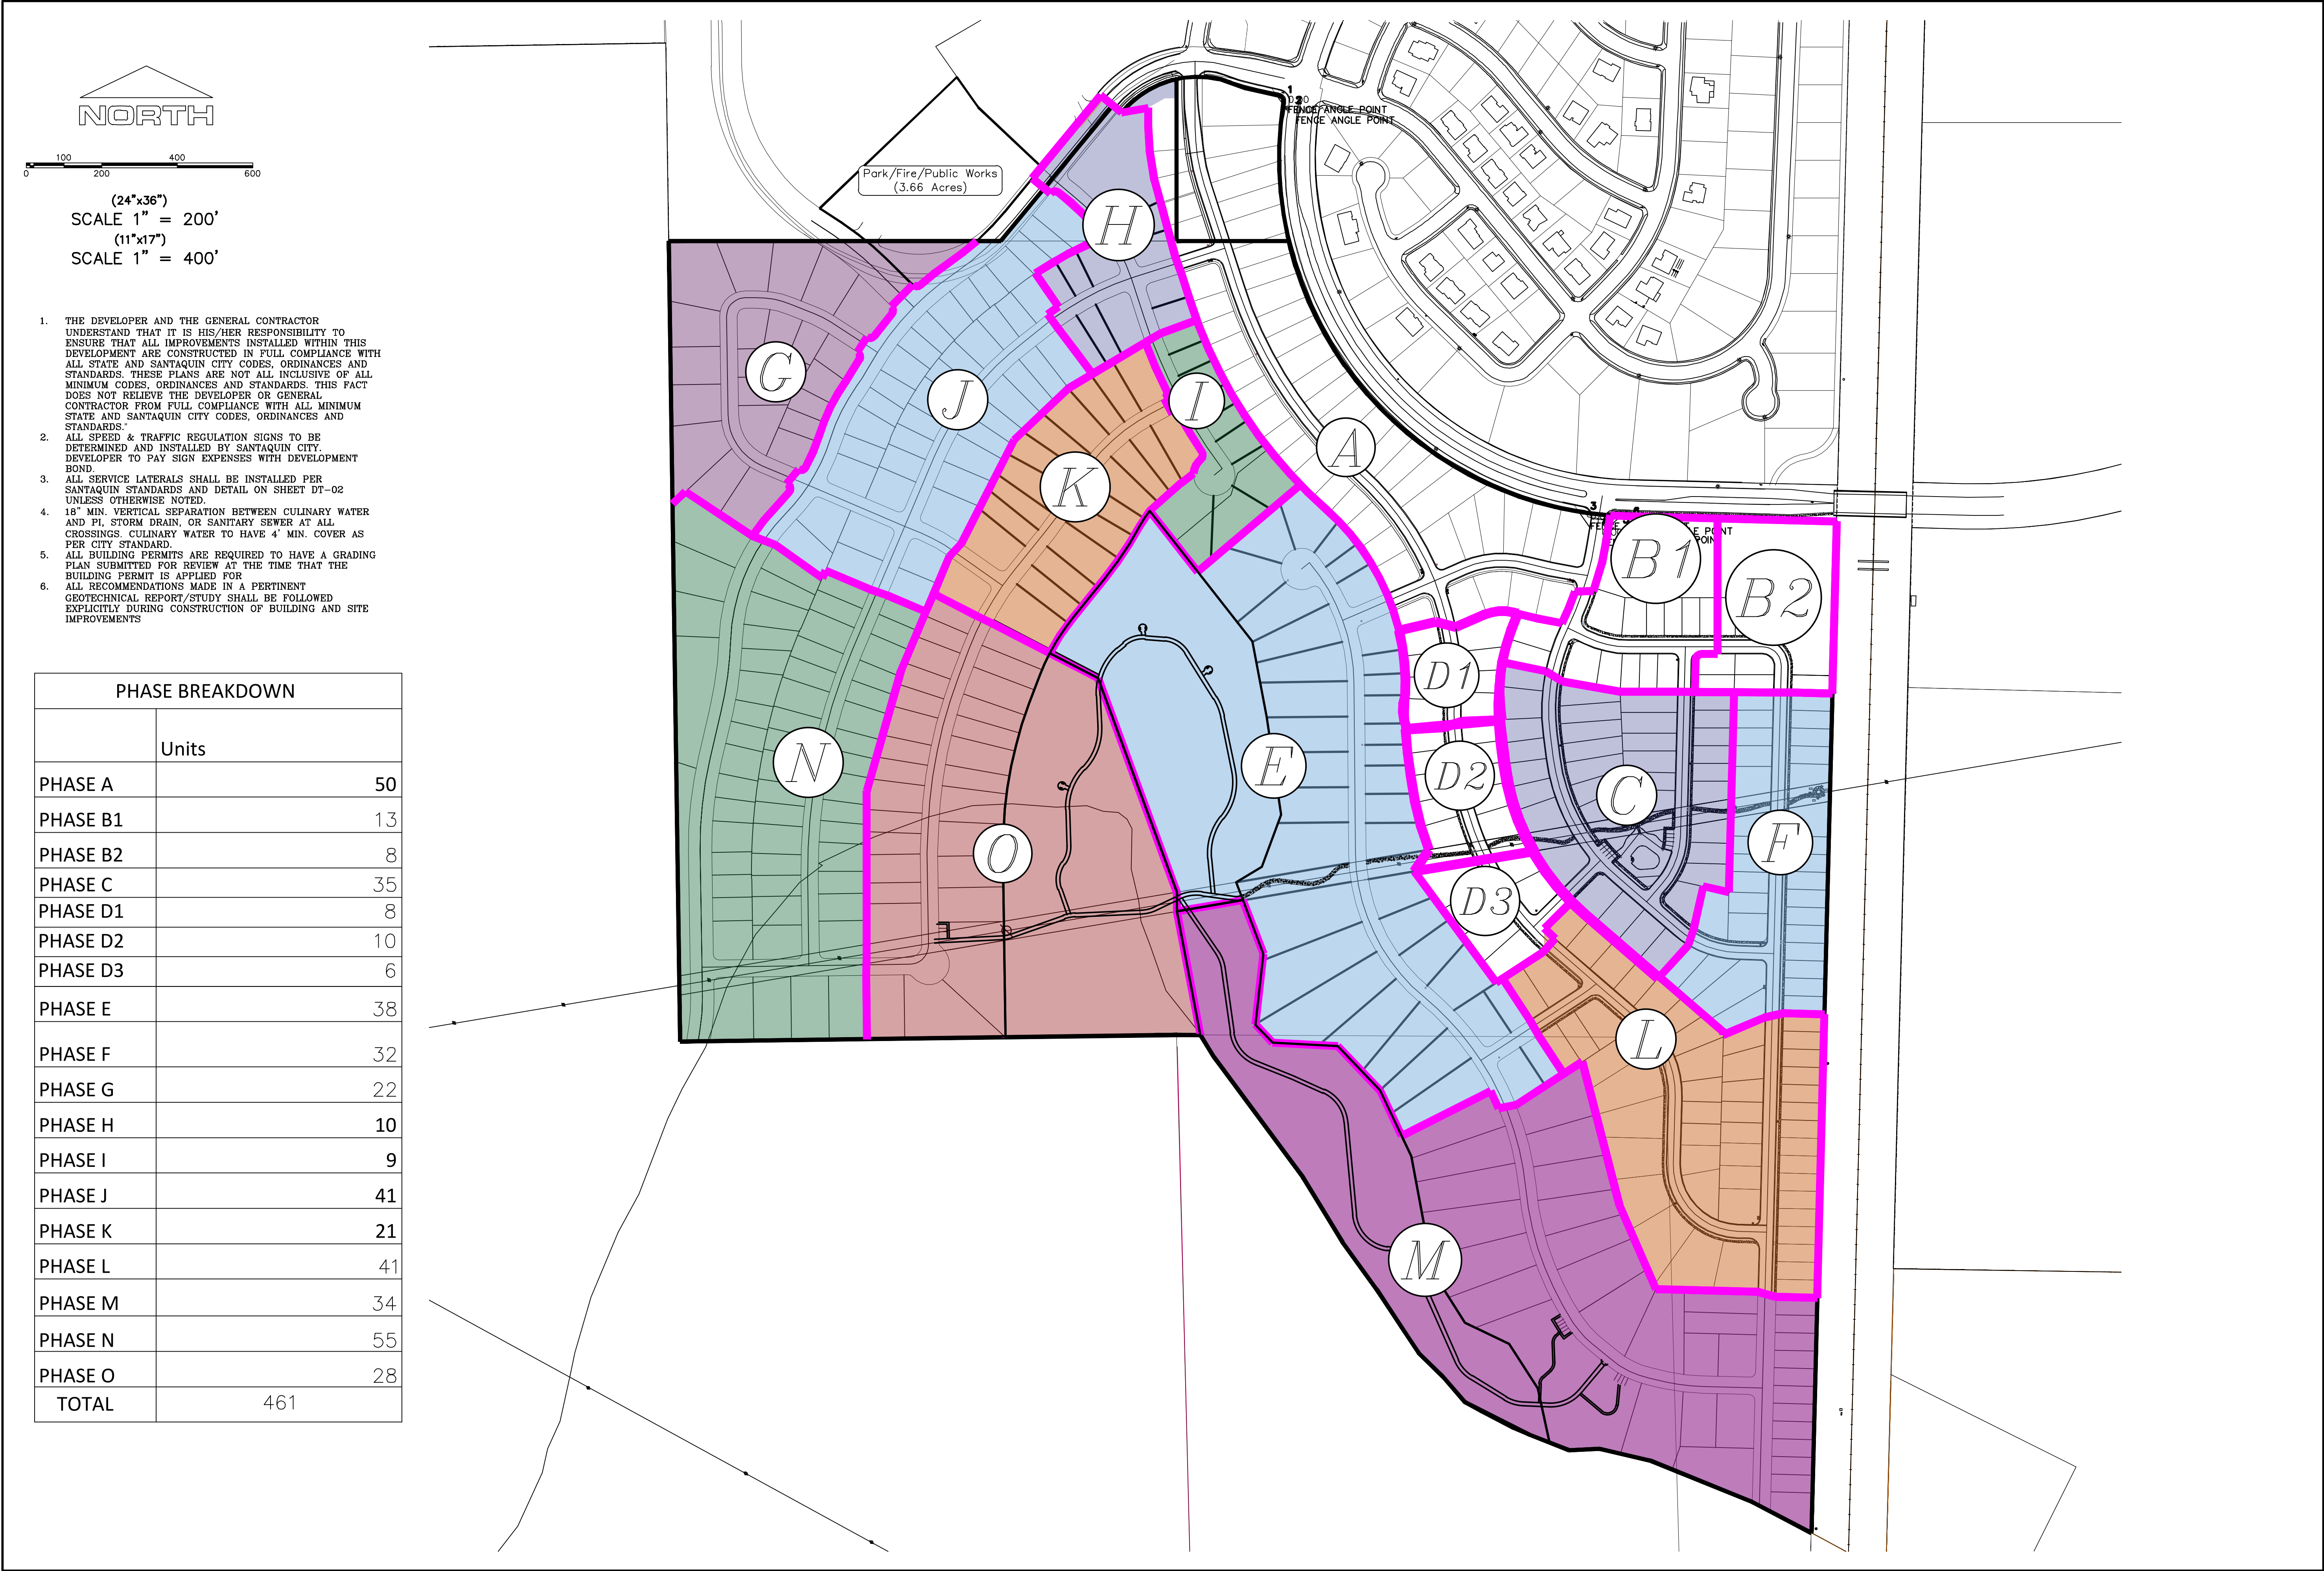 NORTH
100 400
0 200 600
(24"x36")
SCALE 1" = 200'
(11"x17")
SCALE 1" = 400'
1. THE DEVELOPER AND THE GENERAL CONTRACTOR
UNDERSTAND THAT IT IS HIS/HER RESPONSIBILITY TO
ENSURE THAT ALL IMPROVEMENTS INSTALLED WITHIN THIS
DEVELOPMENT ARE CONSTRUCTED IN FULL COMPLIANCE WITH
ALL STATE AND SANTAQUIN CITY CODES, ORDINANCES AND
STANDARDS. THESE PLANS ARE NOT ALL INCLUSIVE OF ALL
MINIMUM CODES, ORDINANCES AND STANDARDS. THIS FACT
DOES NOT RELIEVE THE DEVELOPER OR GENERAL
CONTRACTOR FROM FULL COMPLIANCE WITH ALL MINIMUM
STATE AND SANTAQUIN CITY CODES, ORDINANCES AND
STANDARDS."
2. ALL SPEED & TRAFFIC REGULATION SIGNS TO BE
DETERMINED AND INSTALLED BY SANTAQUIN CITY.
DEVELOPER TO PAY SIGN EXPENSES WITH DEVELOPMENT
BOND.
3. ALL SERVICE LATERALS SHALL BE INSTALLED PER
SANTAQUIN STANDARDS AND DETAIL ON SHEET DT-02
UNLESS OTHERWISE NOTED.
4. 18" MIN. VERTICAL SEPARATION BETWEEN CULINARY WATER
AND PI, STORM DRAIN, OR SANITARY SEWER AT ALL
CROSSINGS. CULINARY WATER TO HAVE 4' MIN. COVER AS
PER CITY STANDARD.
5. ALL BUILDING PERMITS ARE REQUIRED TO HAVE A GRADING
PLAN SUBMITTED FOR REVIEW AT THE TIME THAT THE
BUILDING PERMIT IS APPLIED FOR
6. ALL RECOMMENDATIONS MADE IN A PERTINENT
GEOTECHNICAL REPORT/STUDY SHALL BE FOLLOWED
EXPLICITLY DURING CONSTRUCTION OF BUILDING AND SITE
IMPROVEMENTS
PHASE BREAKDOWN
Units
PHASE A 50
PHASE B1 13
PHASE B2 8
PHASE C 35
PHASE D1 8
PHASE D2 10
PHASE D3 6
PHASE E 38
PHASE F 32
PHASE G 22
PHASE H 10
PHASE I 9
PHASE J 41
PHASE K 21
PHASE L 41
PHASE M 34
PHASE N 55
PHASE O 28
TOTAL 461
Park/Fire/Public Works
(3.66 Acres)
1
2
FENCE ANGLE POINT
FENCE ANGLE POINT
3
H
G
J
I
K
A
B1
B2
D1
N
E
D2
C
F
O
D3
L
M